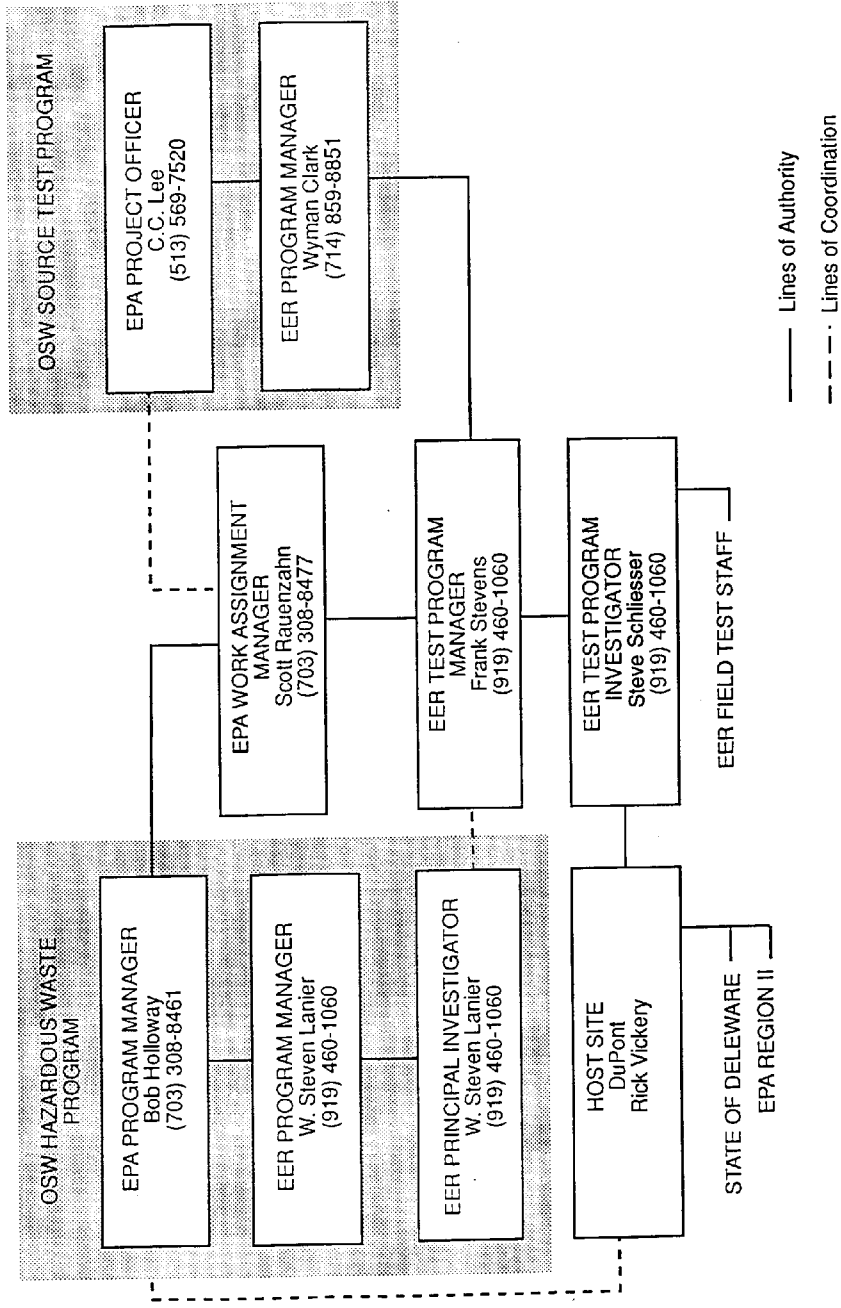 OSW HAZARDOUS WASTE
PROGRAM
EPA PROGRAM MANAGER
Bob Holloway
(703) 308-8461
EER PROGRAM MANAGER
W. Steven Lanier
(919) 460-1060
EER PRINCIPAL INVESTIGATOR
W. Steven Lanier
(919) 460-1060
HOST SITE
DuPont
Rick Vickery
STATE OF DELEWARE
EPA REGION II
EPA WORK ASSIGNMENT
MANAGER
Scott Rauenzahn
(703) 308-8477
EER TEST PROGRAM
MANAGER
Frank Stevens
(919) 460-1060
EER TEST PROGRAM
INVESTIGATOR
Steve Schliesser
(919) 460-1060
EER FIELD TEST STAFF
OSW SOURCE TEST PROGRAM
EPA PROJECT OFFICER
C.C. Lee
(513) 569-7520
EER PROGRAM MANAGER
Wyman Clark
(714) 859-8851
Lines of Authority
Lines of Coordination